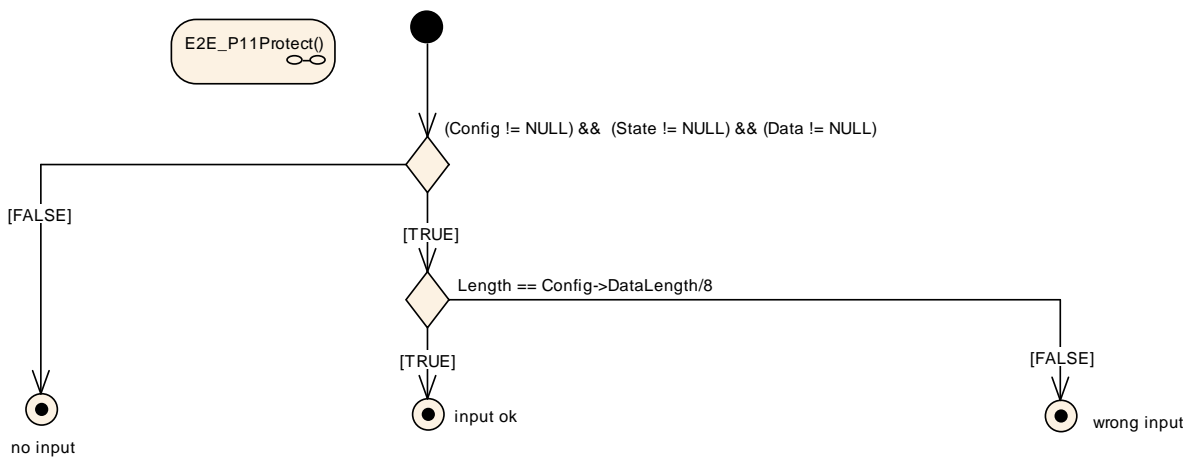 E2E_P11Protect()
(Config != NULL) && (State != NULL) && (Data != NULL)
[FALSE]
[TRUE]
Length == Config->DataLength/8
[TRUE]
[FALSE]
input ok
wrong input
no input